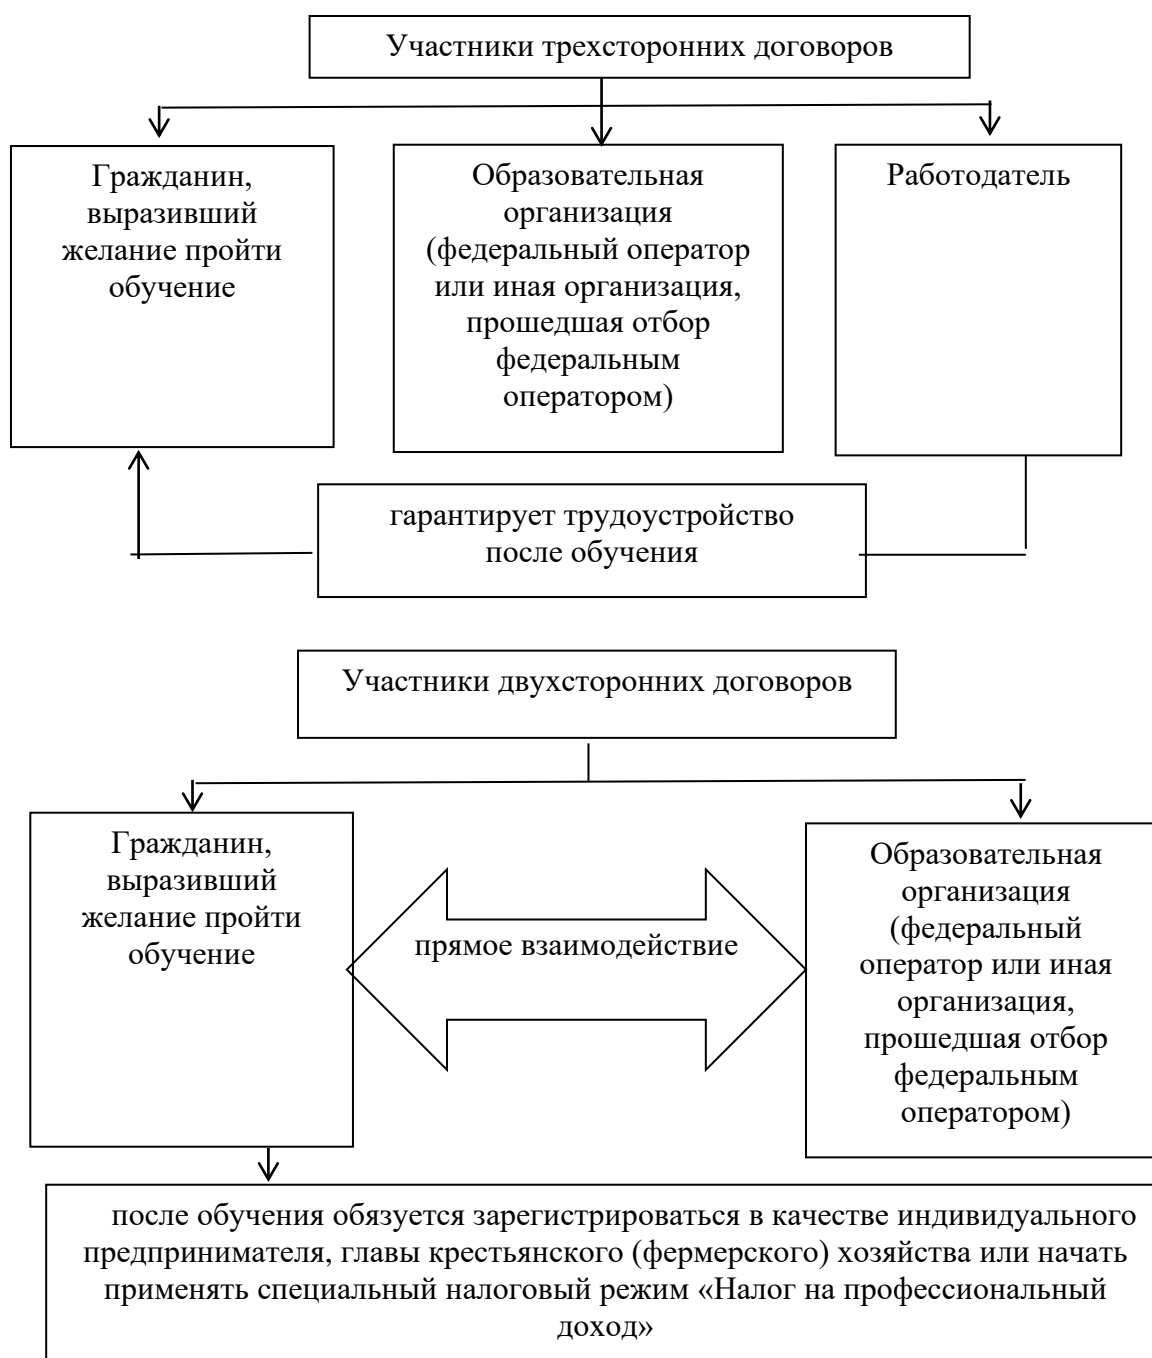 Участники трехсторонних договоров
Гражданин,
выразивший
желание пройти
обучение
Образовательная
организация
(федеральный оператор
или иная организация,
прошедшая отбор
федеральным
оператором)
Работодатель
гарантирует трудоустройство
после обучения
Участники двухсторонних договоров
Гражданин,
выразивший
желание пройти
обучение
прямое взаимодействие
Образовательная
организация
(федеральный
оператор или иная
организация,
прошедшая отбор
федеральным
оператором)
после обучения обязуется зарегистрироваться в качестве индивидуального
предпринимателя, главы крестьянского (фермерского) хозяйства или начать
применять специальный налоговый режим «Налог на профессиональный
доход»